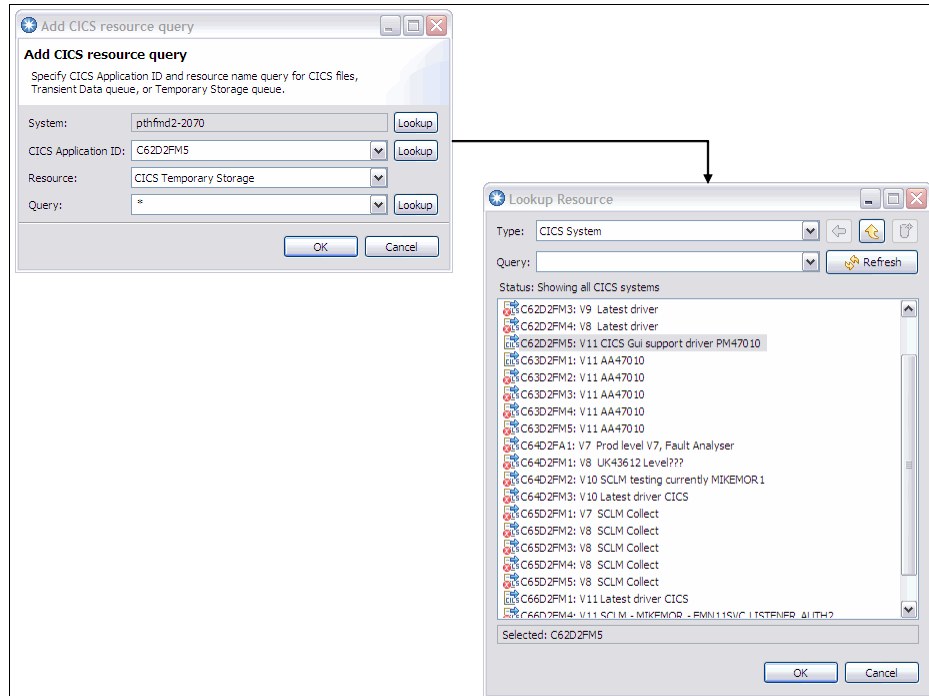 Add CICS resource query
Add CICS resource query
Specify CICS Application ID and resource name query for CICS files,
Transient Data queue, or Temporary Storage queue.
System: pthfmd2-2070 Lookup
CICS Application ID: C62D2FM5 Lookup
Resource: CICS Temporary Storage
Query: * Lookup
OK Cancel
Lookup Resource
Type: CICS System
Query: Refresh
Status: Showing all CICS systems
C62D2FM3: V9 Latest driver
C62D2FM4: V8 Latest driver
C62D2FM5: V11 CICS Gui support driver PM47010
C63D2FM1: V11 AA47010
C63D2FM2: V11 AA47010
C63D2FM3: V11 AA47010
C63D2FM4: V11 AA47010
C63D2FM5: V11 AA47010
C64D2FA1: V7 Prod level V7, Fault Analyser
C64D2FM1: V8 UK43612 Level???
C64D2FM2: V10 SCLM testing currently MIKEMOR1
C64D2FM3: V10 Latest driver CICS
C65D2FM1: V7 SCLM Collect
C65D2FM2: V8 SCLM Collect
C65D2FM3: V8 SCLM Collect
C65D2FM4: V8 SCLM Collect
C65D2FM5: V8 SCLM Collect
C66D2FM1: V11 Latest driver CICS
C66D2FM4: V11 SCLM - MIKEMOR - FMN11SVC LISTENER AUTH2
Selected: C62D2FM5
OK Cancel